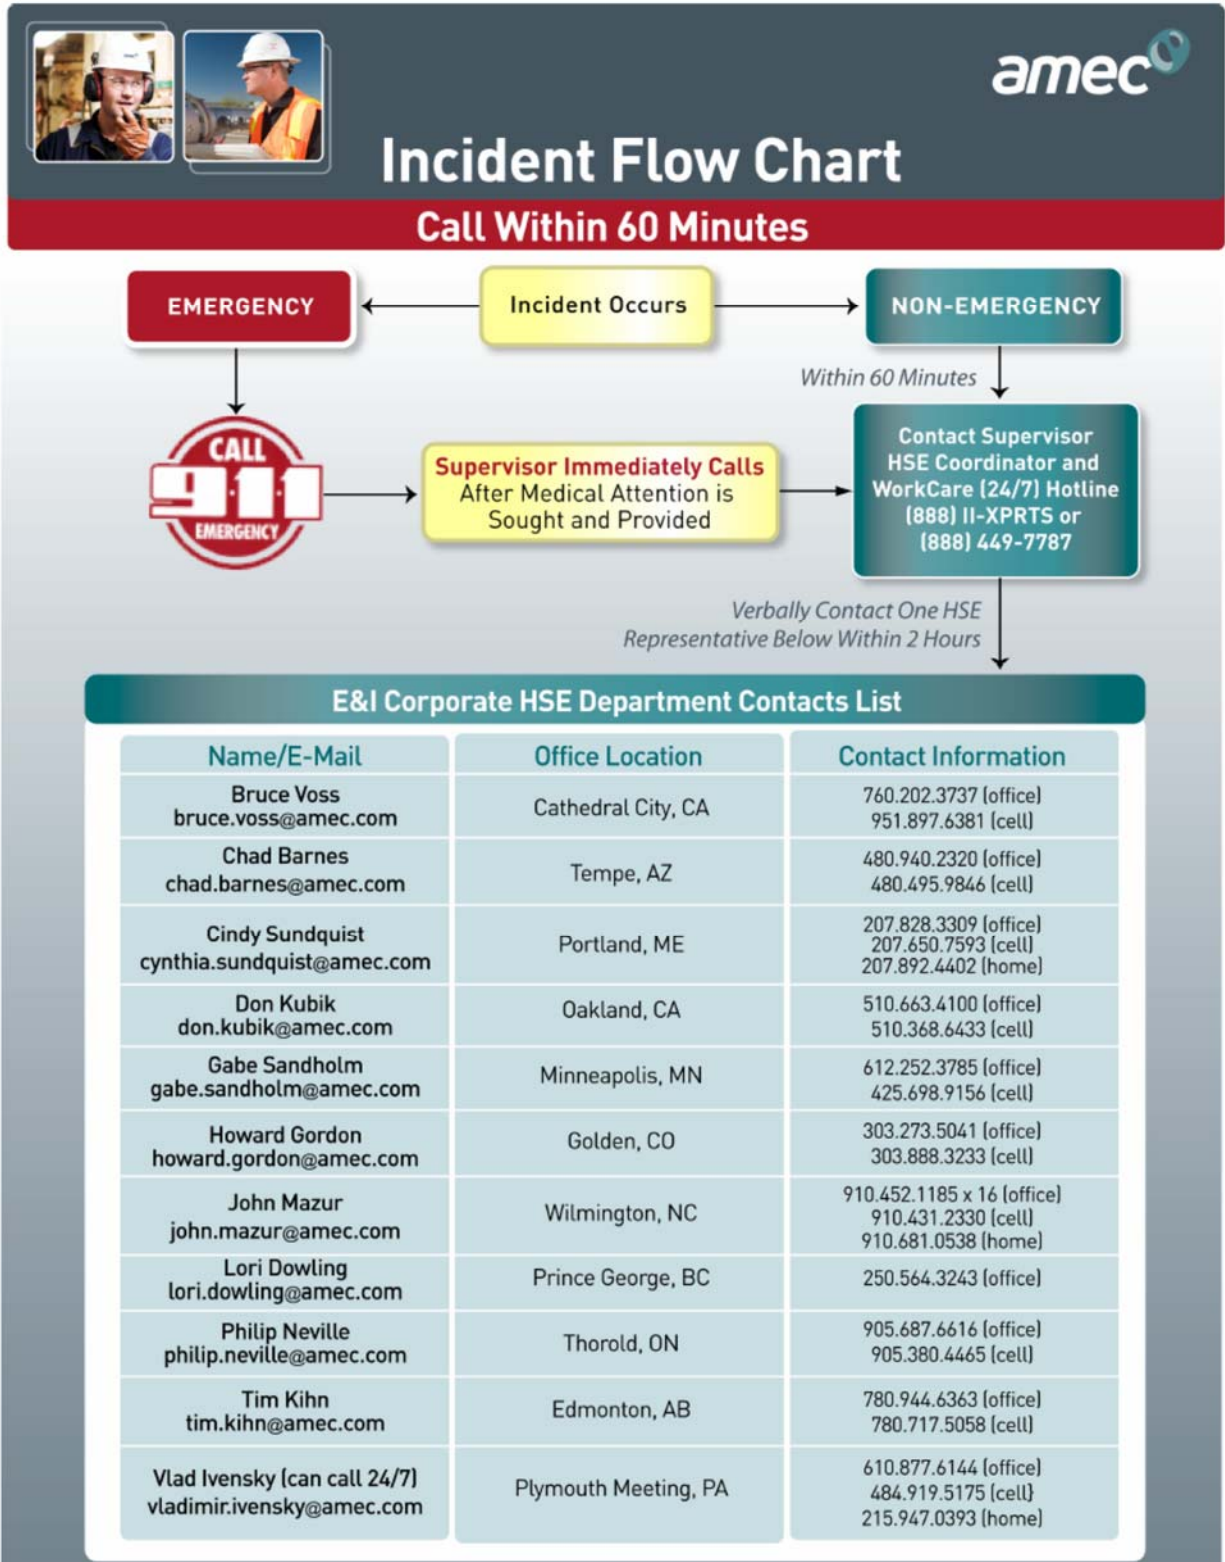 amec
Incident Flow Chart
Call Within 60 Minutes
EMERGENCY
Incident Occurs
NON-EMERGENCY
Within 60 Minutes
CALL
9·1·1
EMERGENCY
Supervisor Immediately Calls
After Medical Attention is
Sought and Provided
Contact Supervisor
HSE Coordinator and
WorkCare (24/7) Hotline
(888) II-XPRTS or
(888) 449-7787
Verbally Contact One HSE
Representative Below Within 2 Hours
E&I Corporate HSE Department Contacts List
Name/E-Mail
Office Location
Contact Information
Bruce Voss
bruce.voss@amec.com
Cathedral City, CA
760.202.3737 (office)
951.897.6381 (cell)
Chad Barnes
chad.barnes@amec.com
Tempe, AZ
480.940.2320 (office)
480.495.9846 (cell)
Cindy Sundquist
cynthia.sundquist@amec.com
Portland, ME
207.828.3309 (office)
207.650.7593 (cell)
207.892.4402 (home)
Don Kubik
don.kubik@amec.com
Oakland, CA
510.663.4100 (office)
510.368.6433 (cell)
Gabe Sandholm
gabe.sandholm@amec.com
Minneapolis, MN
612.252.3785 (office)
425.698.9156 (cell)
Howard Gordon
howard.gordon@amec.com
Golden, CO
303.273.5041 (office)
303.888.3233 (cell)
John Mazur
john.mazur@amec.com
Wilmington, NC
910.452.1185 x 16 (office)
910.431.2330 (cell)
910.681.0538 (home)
Lori Dowling
lori.dowling@amec.com
Prince George, BC
250.564.3243 (office)
Philip Neville
philip.neville@amec.com
Thorold, ON
905.687.6616 (office)
905.380.4465 (cell)
Tim Kihn
tim.kihn@amec.com
Edmonton, AB
780.944.6363 (office)
780.717.5058 (cell)
Vlad Ivensky (can call 24/7)
vladimir.ivensky@amec.com
Plymouth Meeting, PA
610.877.6144 (office)
484.919.5175 (cell}
215.947.0393 (home)